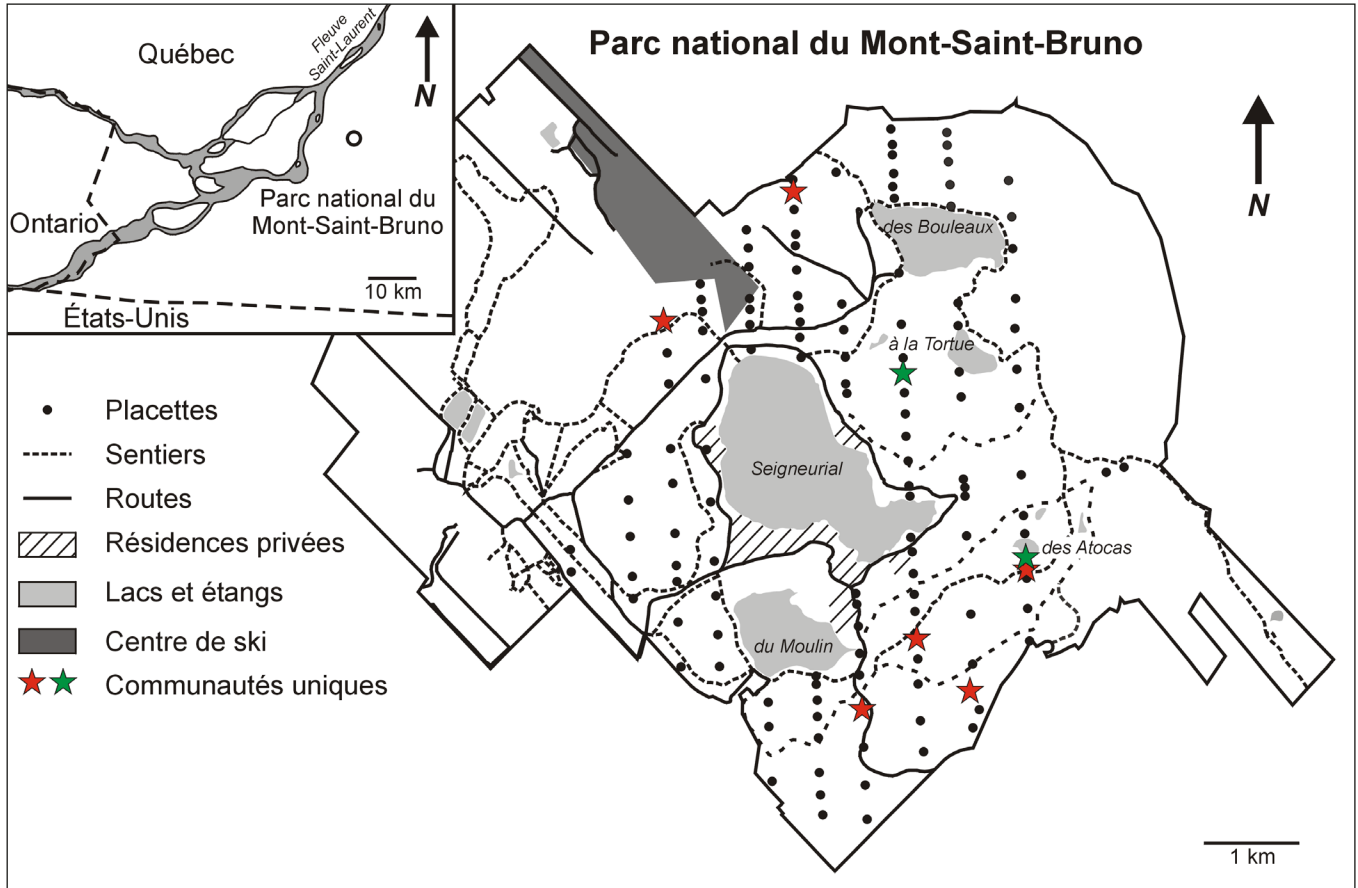 Parc national du Mont-Saint-Bruno
Québec
Fleuve
Saint-Laurent
N
Ontario
Parc national du
Mont-Saint-Bruno
10 km
États-Unis
N
des Bouleaux
à la Tortue
Seigneurial
des Atocas
du Moulin
Placettes
Sentiers
Routes
Résidences privées
Lacs et étangs
Centre de ski
Communautés uniques
1 km